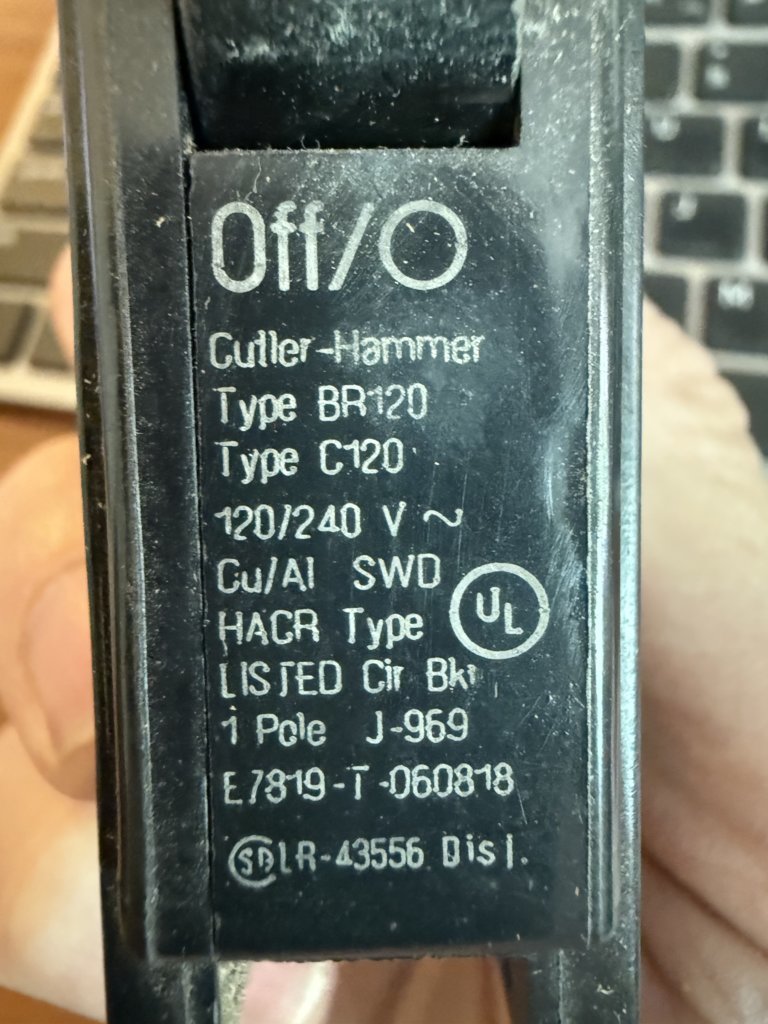 Off/O
Cutler-Hammer
Type BR120
Type C120
120/240 V ~
Cu/Al SWD
HACR Type
UL
LISTED Cir Bkr
1 Pole J-969
E7819-T-060818
LR-43556 Disj.